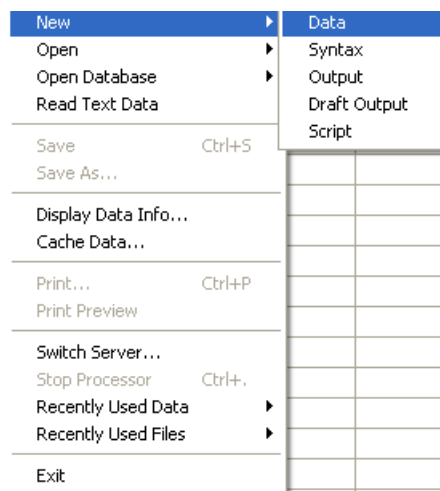 New
Open
Open Database
Read Text Data
Save Ctrl+S
Save As...
Display Data Info...
Cache Data...
Print... Ctrl+P
Print Preview
Switch Server...
Stop Processor Ctrl+.
Recently Used Data
Recently Used Files
Exit
Data
Syntax
Output
Draft Output
Script